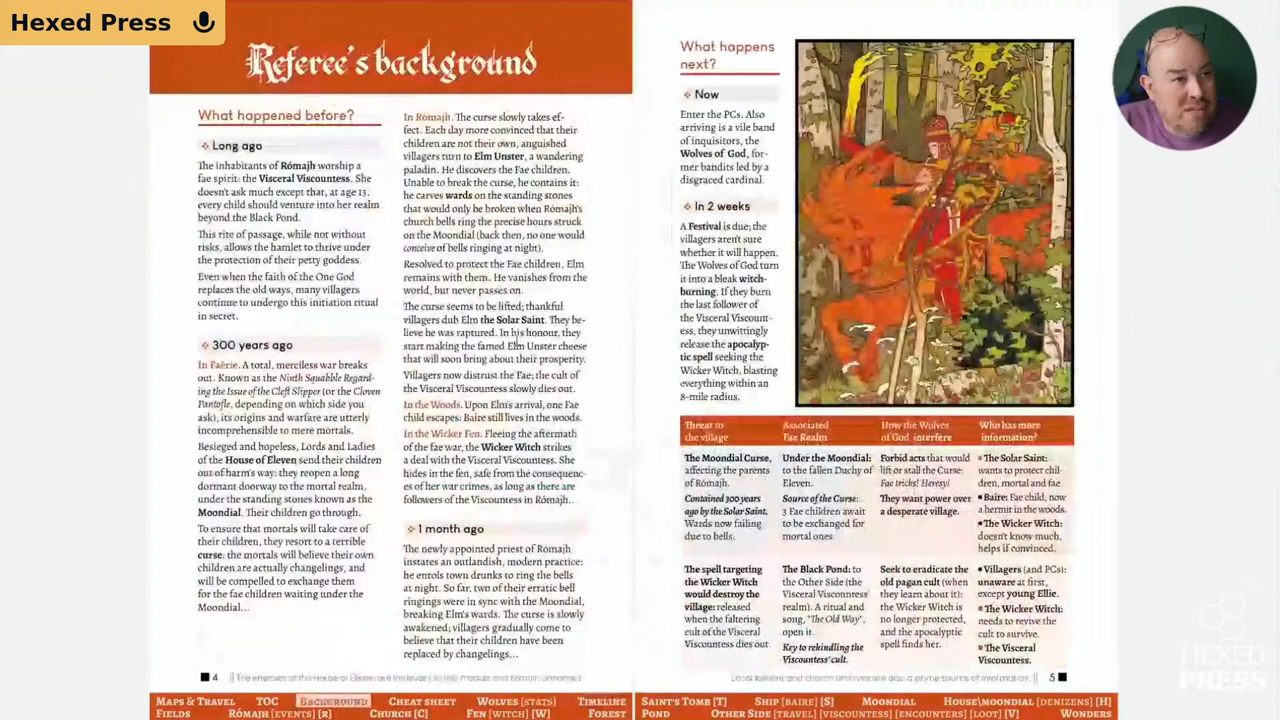 Hexed Press
Referee's background
What happened before?
Long ago
The inhabitants of Rómajh worship a
fae spirit: the Visceral Viscountess. She
doesn't ask much except that, at age 13,
every child should venture into her realm
beyond the Black Pond.
This rite of passage, while not without
risks, allows the hamlet to thrive under
the protection of their petty goddess.
Even when the faith of the One God
replaces the old ways, many villagers
continue to undergo this initiation ritual
in secret.
300 years ago
In Faërie. A total, merciless war breaks
out. Known as the Ninth Squabble Regard-
ing the Issue of the Cleft Slipper (or the Cloven
Pantofle, depending on which side you
ask), its origins and warfare are utterly
incomprehensible to mere mortals.
Besieged and hopeless, Lords and Ladies
of the House of Eleven send their children
out of harm's way: they reopen a long
dormant doorway to the mortal realm,
under the standing stones known as the
Moondial. Their children go through.
To ensure that mortals will take care of
their children, they resort to a terrible
curse: the mortals will believe their own
children are actually changelings, and
will be compelled to exchange them
for the fae children waiting under the
Moondial...
In Rómajh. The curse slowly takes ef-
fect. Each day more convinced that their
children are not their own, anguished
villagers turn to Elm Unster, a wandering
paladin. He discovers the Fae children.
Unable to break the curse, he contains it:
he carves wards on the standing stones
that would only be broken when Rómajh's
church bells ring the precise hours struck
on the Moondial (back then, no one would
conceive of bells ringing at night).
Resolved to protect the Fae children, Elm
remains with them. He vanishes from the
world, but never passes on.
The curse seems to be lifted; thankful
villagers dub Elm the Solar Saint. They be-
lieve he was raptured. In his honour, they
start making the famed Elm Unster cheese
that will soon bring about their prosperity.
Villagers now distrust the Fae; the cult of
the Visceral Viscountess slowly dies out.
In the Woods. Upon Elm's arrival, one Fae
child escapes: Baire still lives in the woods.
In the Wicker Fen. Fleeing the aftermath
of the fae war, the Wicker Witch strikes
a deal with the Visceral Viscountess. She
hides in the fen, safe from the consequenc-
es of her war crimes, as long as there are
followers of the Viscountess in Rómajh...
1 month ago
The newly appointed priest of Rómajh
instates an outlandish, modern practice:
he enrols town drunks to ring the bells
at night. So far, two of their erratic bell
ringings were in sync with the Moondial,
breaking Elm's wards. The curse is slowly
awakened; villagers gradually come to
believe that their children have been
replaced by changelings...
4
What happens
next?
Now
Enter the PCs. Also
arriving is a vile band
of inquisitors, the
Wolves of God, for-
mer bandits led by a
disgraced cardinal.
In 2 weeks
A Festival is due; the
villagers aren't sure
whether it will happen.
The Wolves of God turn
it into a bleak witch-
burning. If they burn
the last follower of
the Visceral Viscount-
ess, they unwittingly
release the apocalyp-
tic spell seeking the
Wicker Witch, blasting
everything within an
8-mile radius.
Threat to
the village
Associated
Fae Realm
How the Wolves
of God interfere
Who has more
information?
The Moondial Curse,
affecting the parents
of Rómajh.
Contained 300 years
ago by the Solar Saint.
Wards now failing
due to bells.
Under the Moondial:
to the fallen Duchy of
Eleven.
Source of the Curse:
3 Fae children await
to be exchanged for
mortal ones.
Forbid acts that would
lift or stall the Curse:
Fae tricks! Heresy!
They want power over
a desperate village.
The Solar Saint:
wants to protect chil-
dren, mortal and fae.
Baire: Fae child, now
a hermit in the woods.
The Wicker Witch:
doesn't know much,
helps if convinced.
The spell targeting
the Wicker Witch
would destroy the
village: released
when the faltering
cult of the Visceral
Viscountess dies out.
The Black Pond: to
the Other Side (the
Visceral Viscountess'
realm). A ritual and
song, "The Old Way",
open it.
Key to rekindling the
Viscountess' cult.
Seek to eradicate the
old pagan cult (when
they learn about it):
the Wicker Witch is
no longer protected,
and the apocalyptic
spell finds her.
Villagers (and PCs):
unaware at first,
except young Ellie.
The Wicker Witch:
needs to revive the
cult to survive.
The Visceral
Viscountess.
5
MAPS & TRAVEL TOC BACKGROUND CHEAT SHEET WOLVES [STATS] TIMELINE
FIELDS RÓMAJH [EVENTS] [R] CHURCH [C] FEN [WITCH] [W] FOREST
SAINT'S TOMB [T] SHIP [BAIRE] [S] MOONDIAL HOUSE\MOONDIAL [DENIZENS] [H]
POND OTHER SIDE [TRAVEL] [VISCOUNTESS] [ENCOUNTERS] [LOOT] [V] WONDERS
HEXED
PRESS